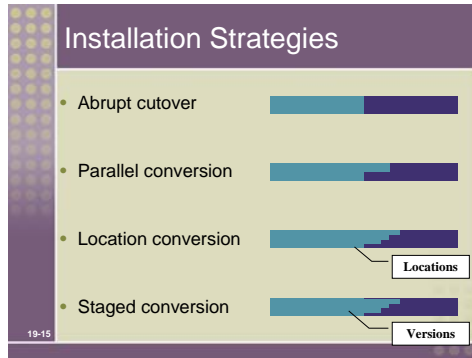 Installation Strategies
• Abrupt cutover
• Parallel conversion
• Location conversion
Locations
• Staged conversion
Versions
19-15